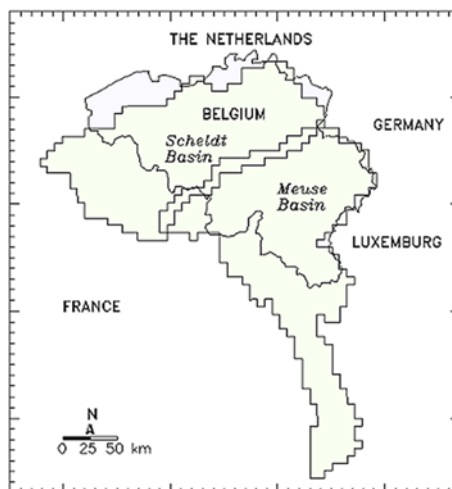 THE NETHERLANDS
BELGIUM
GERMANY
Scheldt
Basin
Meuse
Basin
LUXEMBURG
FRANCE
N
A
0 25 50 km